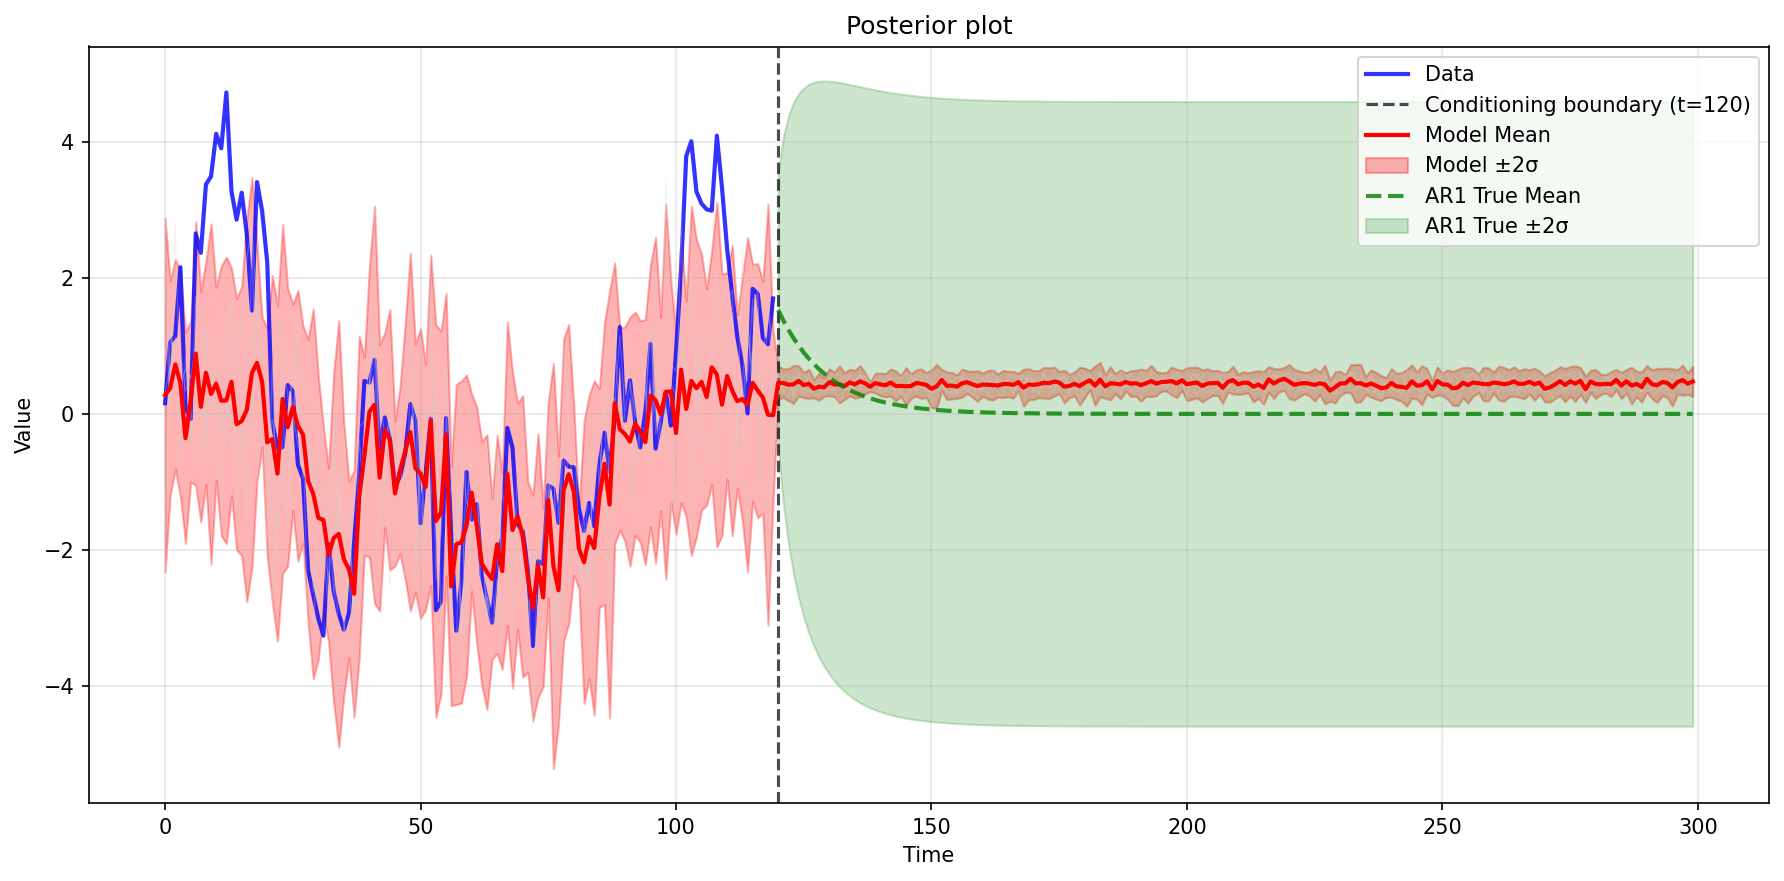 Posterior plot
Data
Conditioning boundary (t=120)
Model Mean
Model ±2σ
AR1 True Mean
AR1 True ±2σ
Value
4
2
0
−2
−4
0
50
100
150
200
250
300
Time